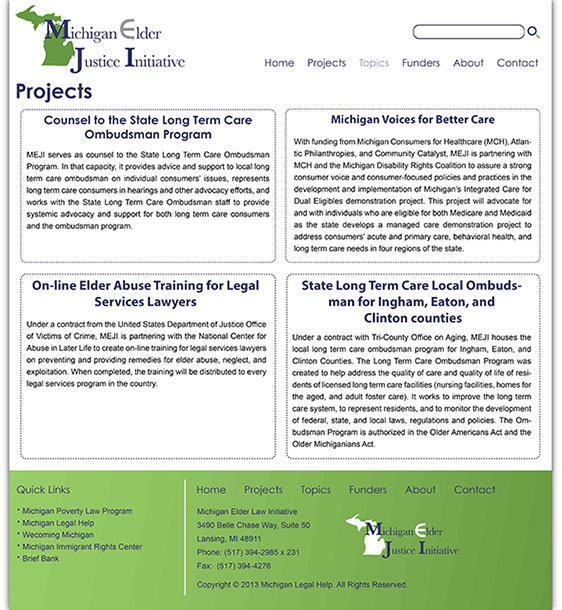 Michigan Elder
Justice Initiative
Home Projects Topics Funders About Contact
Projects
Counsel to the State Long Term Care
Ombudsman Program
MEJI serves as counsel to the State Long Term Care Ombudsman
Program. In that capacity, it provides advice and support to local long
term care ombudsman on individual consumers' issues, represents
long term care consumers in hearings and other advocacy efforts, and
works with the State Long Term Care Ombudsman staff to provide
systemic advocacy and support for both long term care consumers
and the ombudsman program.
Michigan Voices for Better Care
With funding from Michigan Consumers for Healthcare (MCH), Atlan-
tic Philanthropies, and Community Catalyst, MEJI is partnering with
MCH and the Michigan Disability Rights Coalition to assure a strong
consumer voice and consumer-focused policies and practices in the
development and implementation of Michigan's Integrated Care for
Dual Eligibles demonstration project. This project will advocate for
and with individuals who are eligible for both Medicare and Medicaid
as the state develops a managed care demonstration project to
address consumers' acute and primary care, behavioral health, and
long term care needs in four regions of the state.
On-line Elder Abuse Training for Legal
Services Lawyers
Under a contract from the United States Department of Justice Office
of Victims of Crime, MEJI is partnering with the National Center for
Abuse in Later Life to create on-line training for legal services lawyers
on preventing and providing remedies for elder abuse, neglect, and
exploitation. When completed, the training will be distributed to every
legal services program in the country.
State Long Term Care Local Ombuds-
man for Ingham, Eaton, and
Clinton counties
Under a contract with Tri-County Office on Aging, MEJI houses the
local long term care ombudsman program for Ingham, Eaton, and
Clinton Counties. The Long Term Care Ombudsman Program was
created to help address the quality of care and quality of life of resi-
dents of licensed long term care facilities (nursing facilities, homes for
the aged, and adult foster care). It works to improve the long term
care system, to represent residents, and to monitor the development
of federal, state, and local laws, regulations and policies. The Om-
budsman Program is authorized in the Older Americans Act and the
Older Michiganians Act.
Quick Links
• Michigan Poverty Law Program
• Michigan Legal Help
• Wecoming Michigan
• Michigan Immigrant Rights Center
• Brief Bank
Home Projects Topics Funders About Contact
Michigan Elder Law Initiative
3490 Belle Chase Way, Suite 50
Lansing, MI 48911
Phone: (517) 394-2985 x 231
Fax: (517) 394-4276
Michigan Elder
Justice Initiative
Copyright © 2013 Michigan Legal Help. All Rights Reserved.